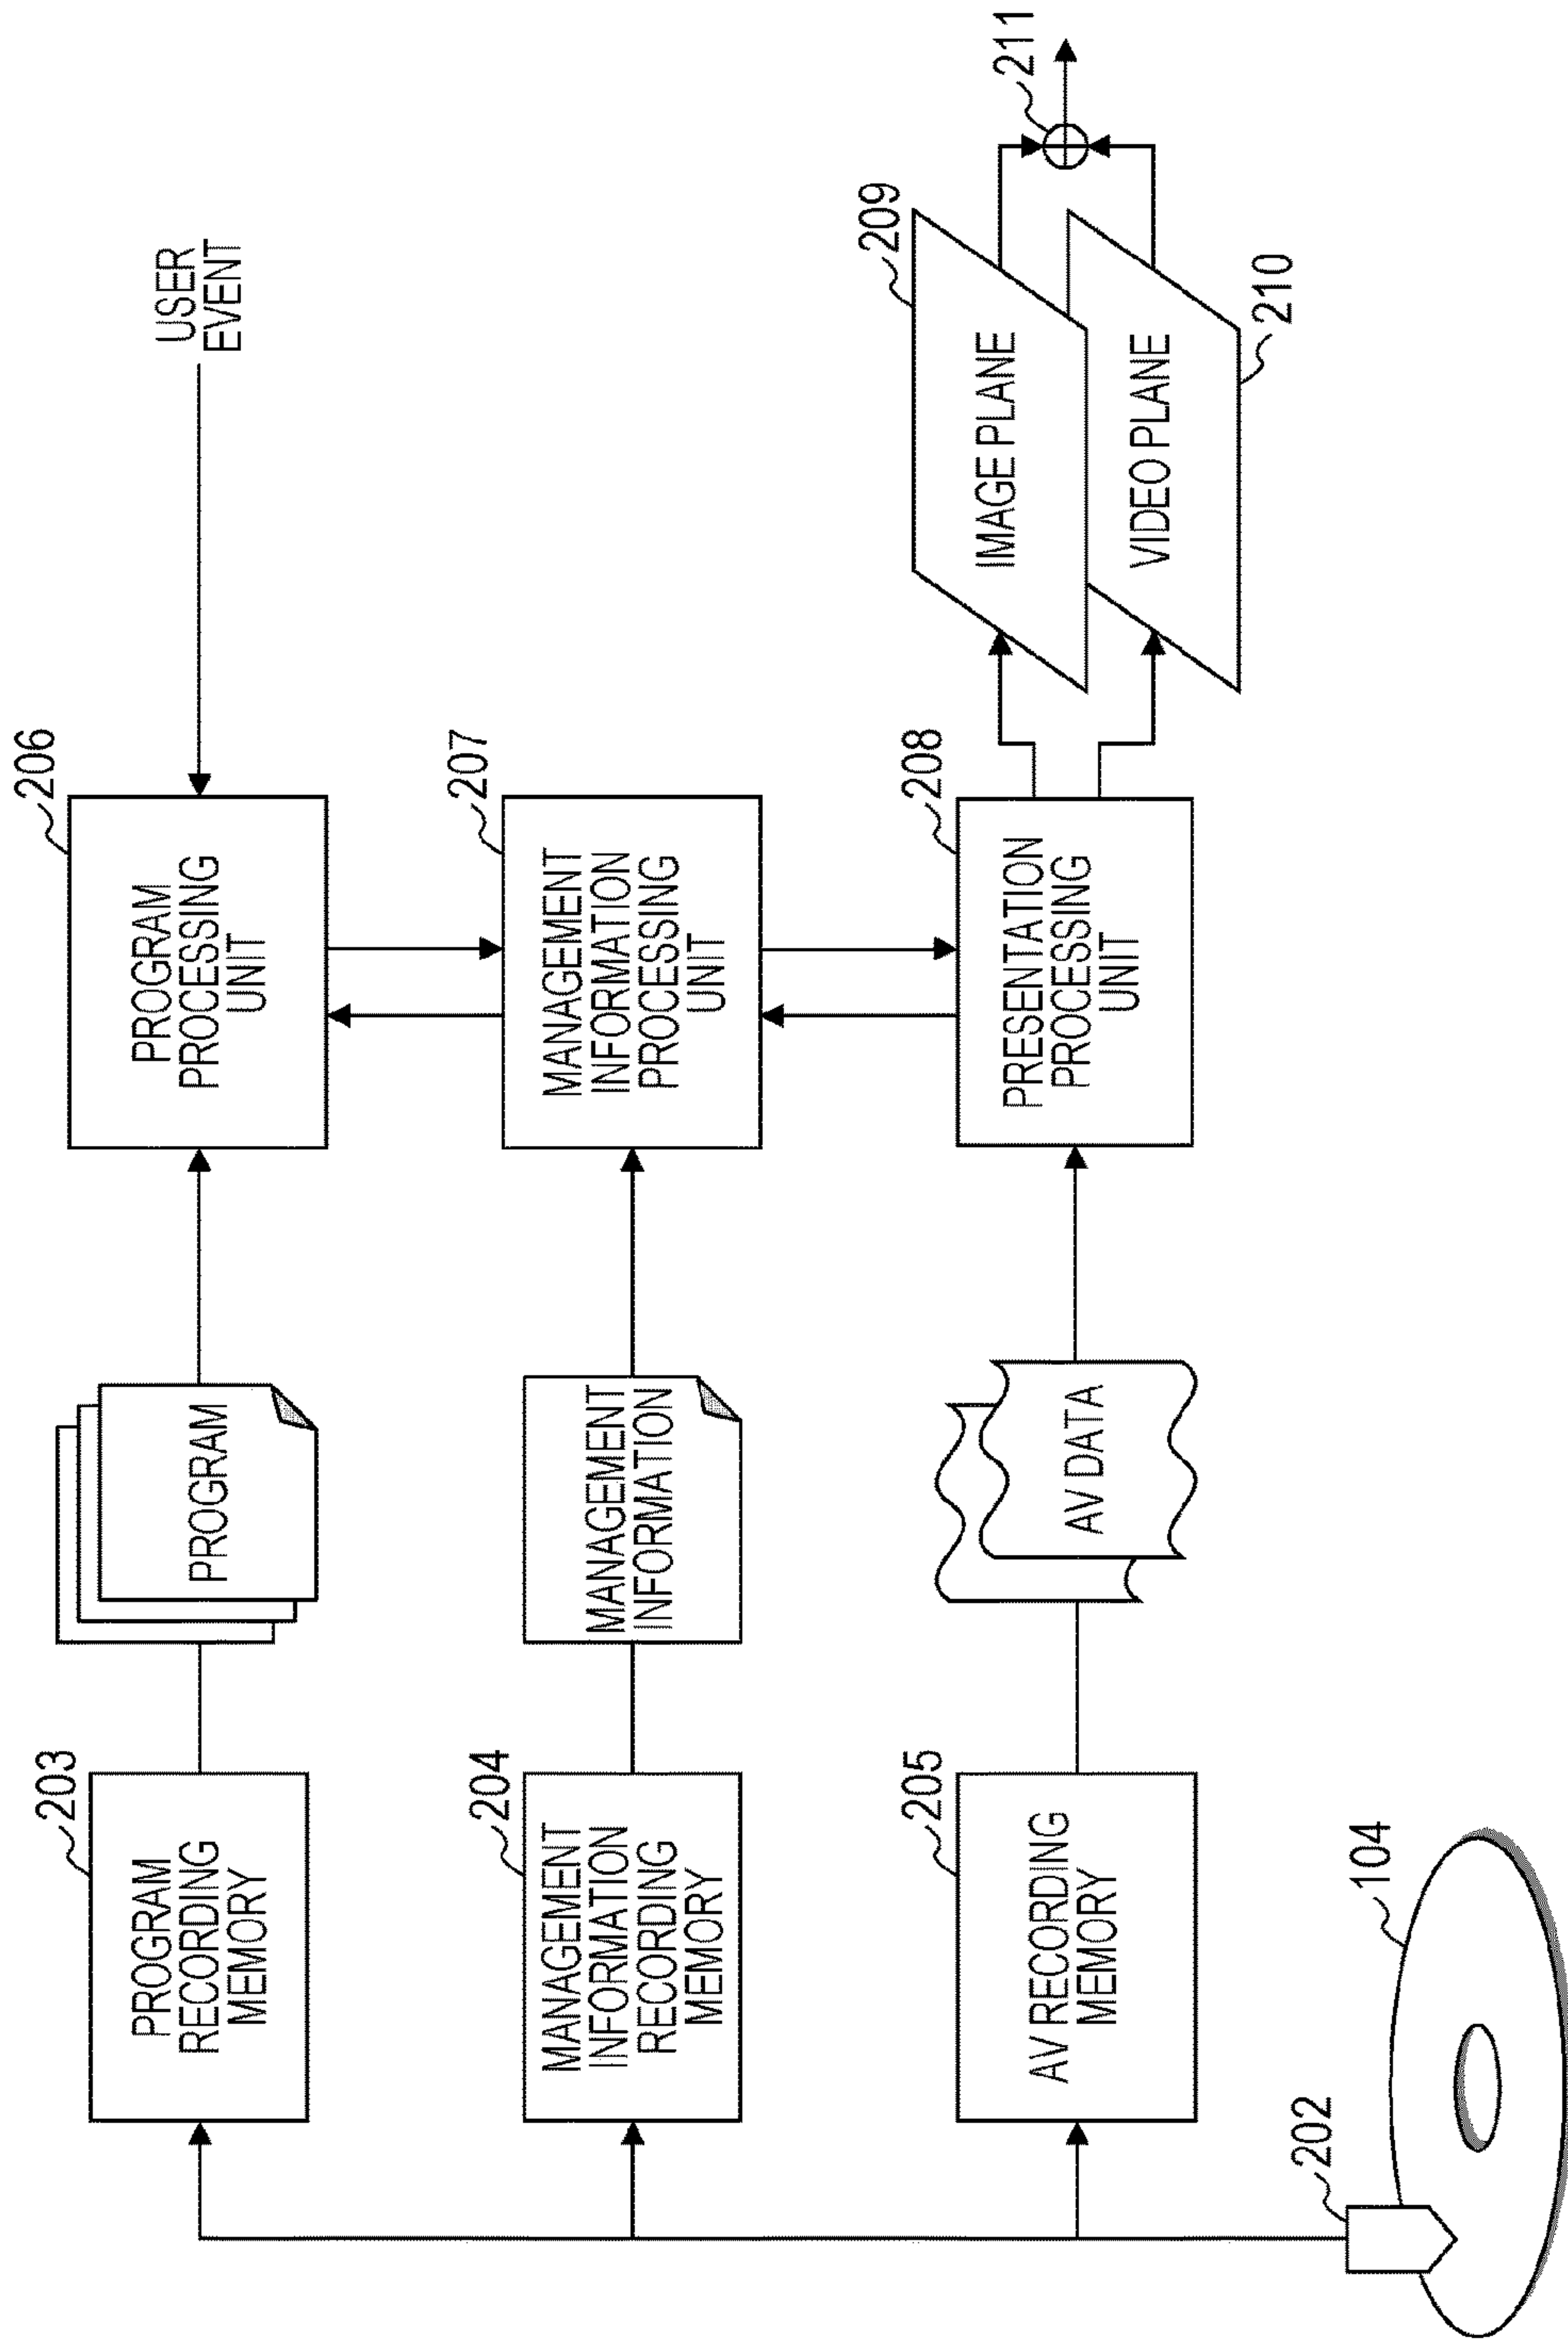 USER
EVENT
203
PROGRAM
RECORDING
MEMORY
PROGRAM
206
PROGRAM
PROCESSING
UNIT
204
MANAGEMENT
INFORMATION
RECORDING
MEMORY
MANAGEMENT
INFORMATION
207
MANAGEMENT
INFORMATION
PROCESSING
UNIT
205
AV RECORDING
MEMORY
AV DATA
208
PRESENTATION
PROCESSING
UNIT
209
IMAGE PLANE
211
VIDEO PLANE
210
202
104